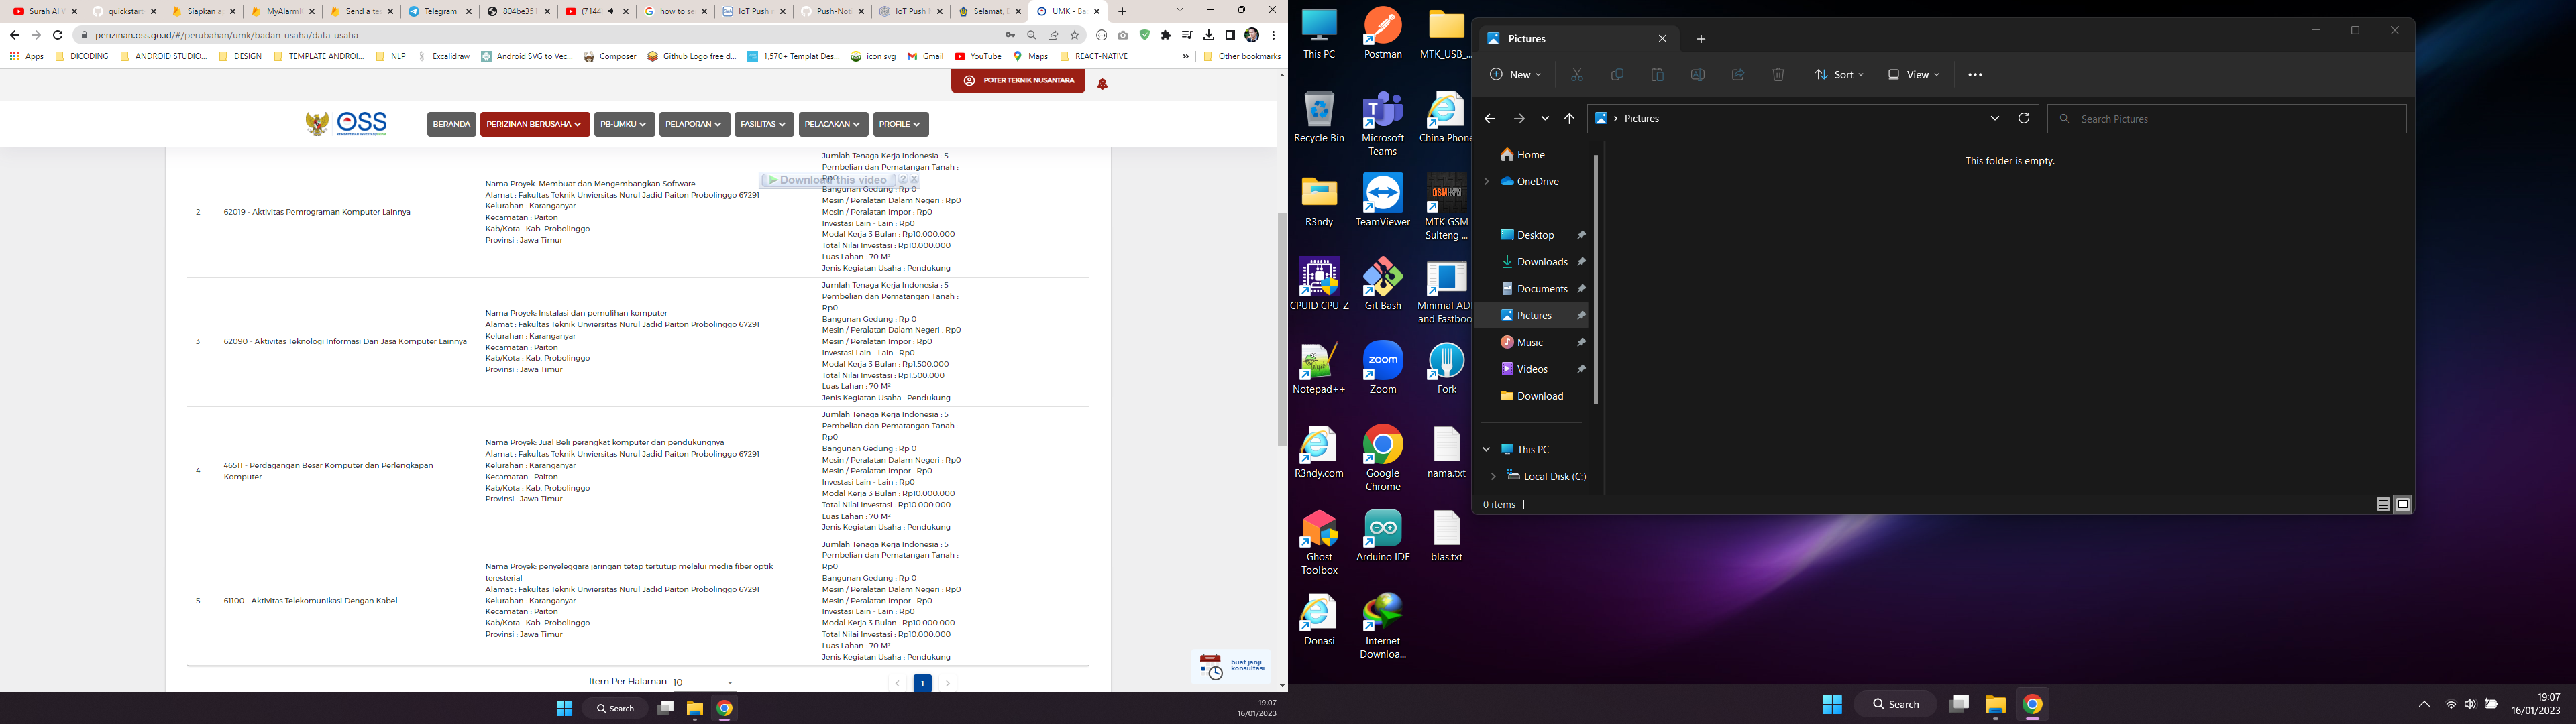 Surah Al W
quickstart
Siapkan a
MyAlarm
Send a tes
Telegram
804be351
(7144
how to se
IoT Push
Push-Not
IoT Push
Selamat,
UMK - Ba
perizinan.oss.go.id/#/perubahan/umk/badan-usaha/data-usaha
Apps
DICODING
ANDROID STUDIO...
DESIGN
TEMPLATE ANDROI...
NLP
Excalidraw
Android SVG to Vec...
Composer
Github Logo free d...
1,570+ Templat Des...
icon svg
Gmail
YouTube
Maps
REACT-NATIVE
»
Other bookmarks
POTER TEKNIK NUSANTARA
OSS
BERANDA
PERIZINAN BERUSAHA
PB-UMKU
PELAPORAN
FASILITAS
PELACAKAN
PROFILE
Download this video
2
62019 - Aktivitas Pemrograman Komputer Lainnya
Nama Proyek: Membuat dan Mengembangkan Software
Alamat : Fakultas Teknik Unviersitas Nurul Jadid Paiton Probolinggo 67291
Kelurahan : Karanganyar
Kecamatan : Paiton
Kab/Kota : Kab. Probolinggo
Provinsi : Jawa Timur
Jumlah Tenaga Kerja Indonesia : 5
Pembelian dan Pematangan Tanah :
Rp0
Bangunan Gedung : Rp 0
Mesin / Peralatan Dalam Negeri : Rp0
Mesin / Peralatan Impor : Rp0
Investasi Lain - Lain : Rp0
Modal Kerja 3 Bulan : Rp10.000.000
Total Nilai Investasi : Rp10.000.000
Luas Lahan : 70 M²
Jenis Kegiatan Usaha : Pendukung
3
62090 - Aktivitas Teknologi Informasi Dan Jasa Komputer Lainnya
Nama Proyek: Instalasi dan pemulihan komputer
Alamat : Fakultas Teknik Unviersitas Nurul Jadid Paiton Probolinggo 67291
Kelurahan : Karanganyar
Kecamatan : Paiton
Kab/Kota : Kab. Probolinggo
Provinsi : Jawa Timur
Jumlah Tenaga Kerja Indonesia : 5
Pembelian dan Pematangan Tanah :
Rp0
Bangunan Gedung : Rp 0
Mesin / Peralatan Dalam Negeri : Rp0
Mesin / Peralatan Impor : Rp0
Investasi Lain - Lain : Rp0
Modal Kerja 3 Bulan : Rp1.500.000
Total Nilai Investasi : Rp1.500.000
Luas Lahan : 70 M²
Jenis Kegiatan Usaha : Pendukung
4
46511 - Perdagangan Besar Komputer dan Perlengkapan
Komputer
Nama Proyek: Jual Beli perangkat komputer dan pendukungnya
Alamat : Fakultas Teknik Unviersitas Nurul Jadid Paiton Probolinggo 67291
Kelurahan : Karanganyar
Kecamatan : Paiton
Kab/Kota : Kab. Probolinggo
Provinsi : Jawa Timur
Jumlah Tenaga Kerja Indonesia : 5
Pembelian dan Pematangan Tanah :
Rp0
Bangunan Gedung : Rp 0
Mesin / Peralatan Dalam Negeri : Rp0
Mesin / Peralatan Impor : Rp0
Investasi Lain - Lain : Rp0
Modal Kerja 3 Bulan : Rp10.000.000
Total Nilai Investasi : Rp10.000.000
Luas Lahan : 70 M²
Jenis Kegiatan Usaha : Pendukung
5
61100 - Aktivitas Telekomunikasi Dengan Kabel
Nama Proyek: penyeleggara jaringan tetap tertutup melalui media fiber optik
teresterial
Alamat : Fakultas Teknik Unviersitas Nurul Jadid Paiton Probolinggo 67291
Kelurahan : Karanganyar
Kecamatan : Paiton
Kab/Kota : Kab. Probolinggo
Provinsi : Jawa Timur
Jumlah Tenaga Kerja Indonesia : 5
Pembelian dan Pematangan Tanah :
Rp0
Bangunan Gedung : Rp 0
Mesin / Peralatan Dalam Negeri : Rp0
Mesin / Peralatan Impor : Rp0
Investasi Lain - Lain : Rp0
Modal Kerja 3 Bulan : Rp10.000.000
Total Nilai Investasi : Rp10.000.000
Luas Lahan : 70 M²
Jenis Kegiatan Usaha : Pendukung
Item Per Halaman 10
1
buat janji
konsultasi
Search
19:07
16/01/2023
This PC
Postman
MTK_USB_...
Recycle Bin
Microsoft
Teams
China Phone
R3ndy
TeamViewer
MTK GSM
Sulteng ...
CPUID CPU-Z
Git Bash
Minimal AD
and Fastboo
Notepad++
Zoom
Fork
R3ndy.com
Google
Chrome
nama.txt
Ghost
Toolbox
Arduino IDE
blas.txt
Donasi
Internet
Downloa...
Pictures
New
Sort
View
Pictures
Search Pictures
Home
OneDrive
Desktop
Downloads
Documents
Pictures
Music
Videos
Download
This PC
Local Disk (C:)
This folder is empty.
0 items
Search
19:07
16/01/2023